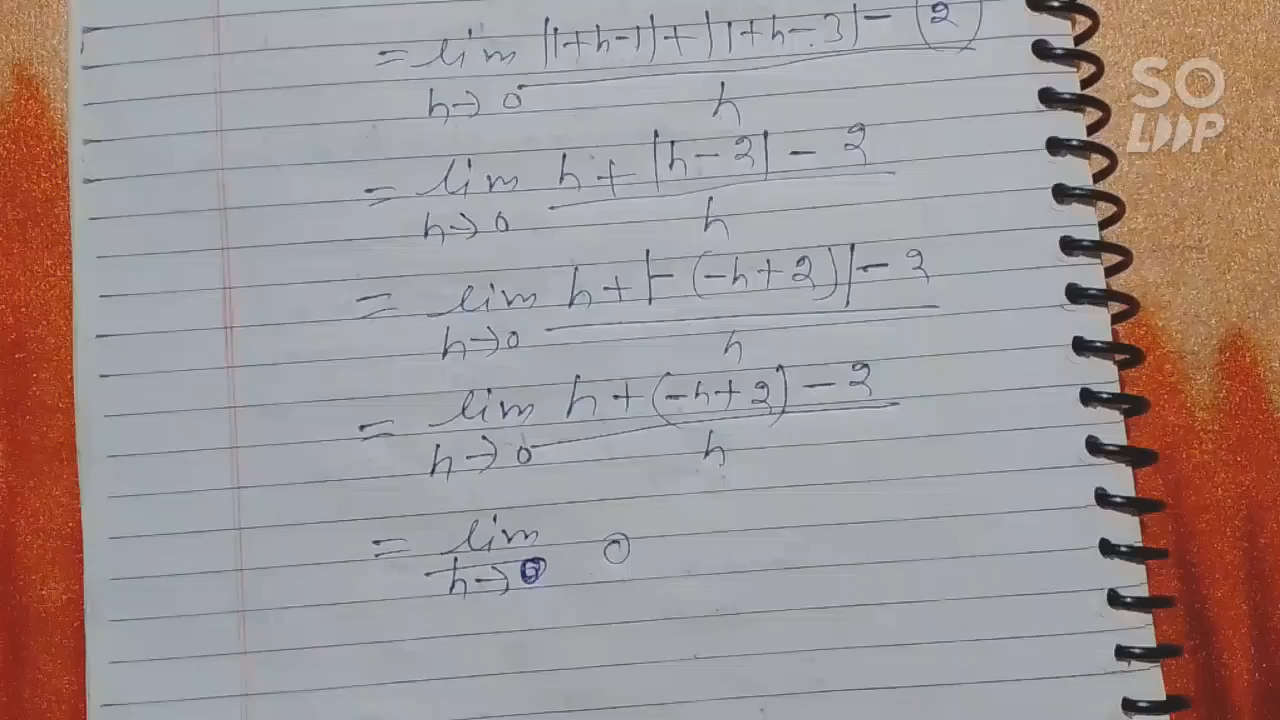 = lim |1+h-1|+|1+h-3|-(2)
h→0 h
= lim h+|h-2|-2
h→0 h
= lim h+|-(-h+2)|-2
h→0 h
= lim h+(-h+2)-2
h→0 h
= lim 0
h→0
SO
LOOP